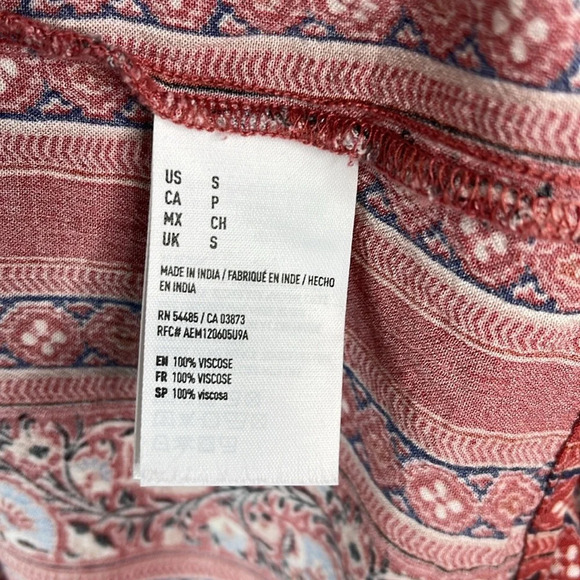 US S
CA P
MX CH
UK S
MADE IN INDIA / FABRIQUÉ EN INDE / HECHO
EN INDIA
RN 54485 / CA 03873
RFC# AEM120605U9A
EN 100% VISCOSE
FR 100% VISCOSE
SP 100% viscosa